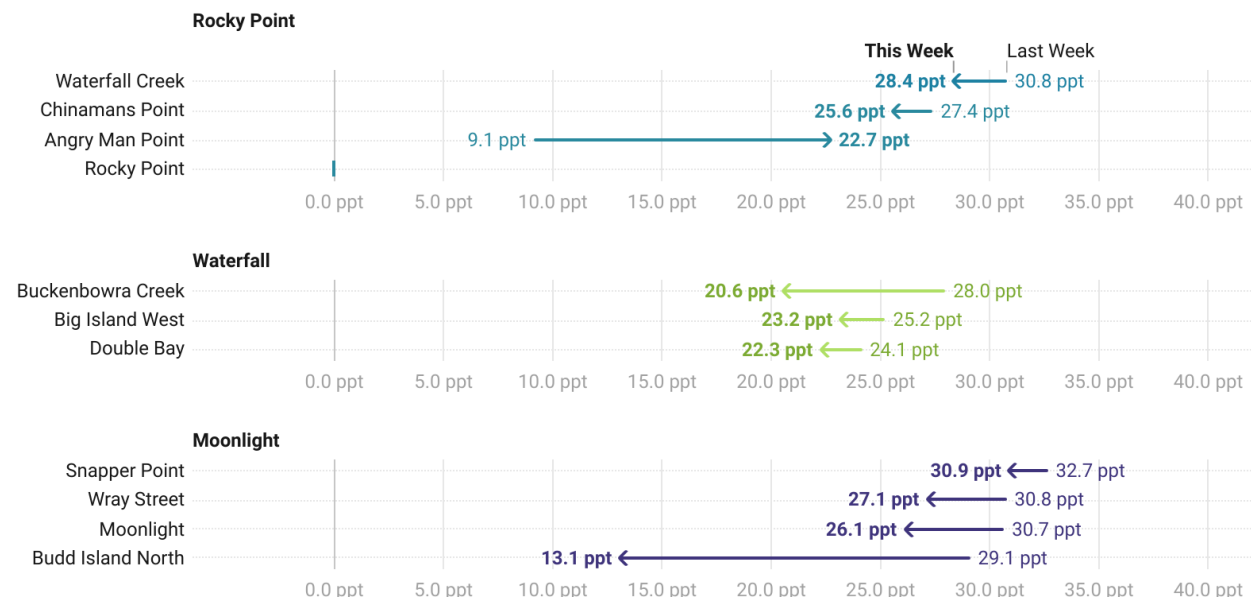 Rocky Point
This Week Last Week
Waterfall Creek 28.4 ppt 30.8 ppt
Chinamans Point 25.6 ppt 27.4 ppt
Angry Man Point 9.1 ppt 22.7 ppt
Rocky Point
0.0 ppt 5.0 ppt 10.0 ppt 15.0 ppt 20.0 ppt 25.0 ppt 30.0 ppt 35.0 ppt 40.0 ppt
Waterfall
Buckenbowra Creek 20.6 ppt 28.0 ppt
Big Island West 23.2 ppt 25.2 ppt
Double Bay 22.3 ppt 24.1 ppt
0.0 ppt 5.0 ppt 10.0 ppt 15.0 ppt 20.0 ppt 25.0 ppt 30.0 ppt 35.0 ppt 40.0 ppt
Moonlight
Snapper Point 30.9 ppt 32.7 ppt
Wray Street 27.1 ppt 30.8 ppt
Moonlight 26.1 ppt 30.7 ppt
Budd Island North 13.1 ppt 29.1 ppt
0.0 ppt 5.0 ppt 10.0 ppt 15.0 ppt 20.0 ppt 25.0 ppt 30.0 ppt 35.0 ppt 40.0 ppt